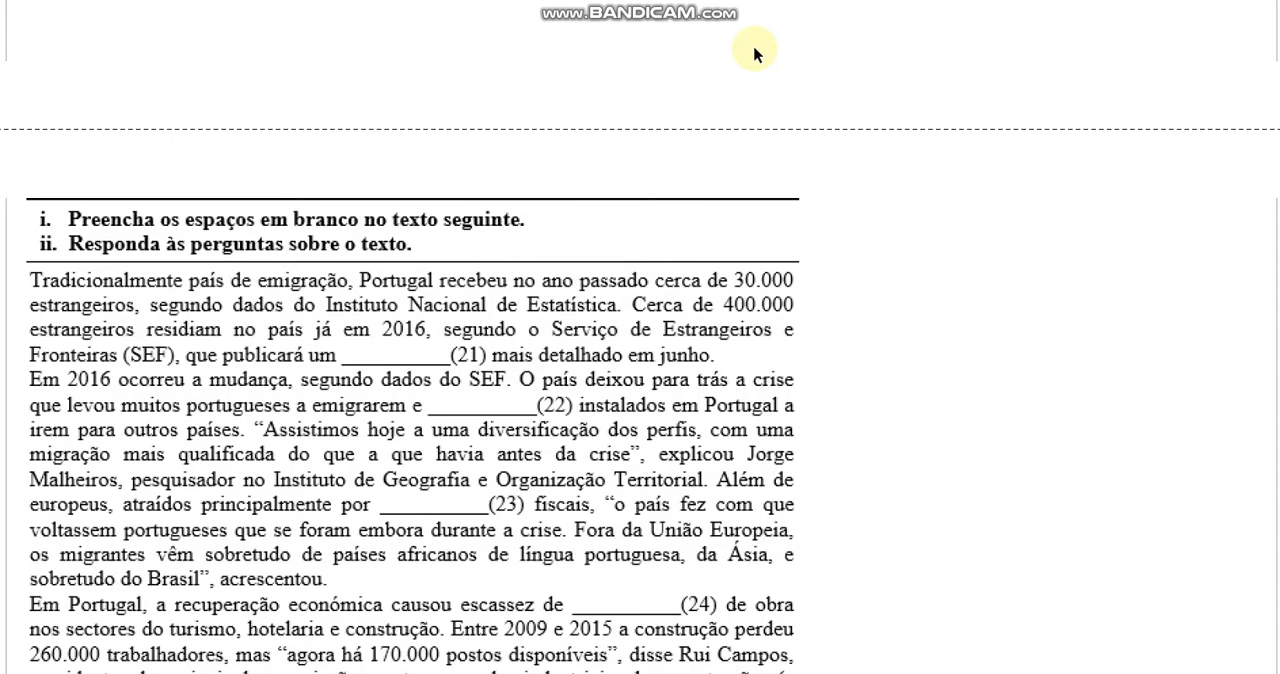 www.BANDICAM.com
i. Preencha os espaços em branco no texto seguinte.
ii. Responda às perguntas sobre o texto.
Tradicionalmente país de emigração, Portugal recebeu no ano passado cerca de 30.000
estrangeiros, segundo dados do Instituto Nacional de Estatística. Cerca de 400.000
estrangeiros residiam no país já em 2016, segundo o Serviço de Estrangeiros e
Fronteiras (SEF), que publicará um __________(21) mais detalhado em junho.
Em 2016 ocorreu a mudança, segundo dados do SEF. O país deixou para trás a crise
que levou muitos portugueses a emigrarem e __________(22) instalados em Portugal a
irem para outros países. “Assistimos hoje a uma diversificação dos perfis, com uma
migração mais qualificada do que a que havia antes da crise”, explicou Jorge
Malheiros, pesquisador no Instituto de Geografia e Organização Territorial. Além de
europeus, atraídos principalmente por __________(23) fiscais, “o país fez com que
voltassem portugueses que se foram embora durante a crise. Fora da União Europeia,
os migrantes vêm sobretudo de países africanos de língua portuguesa, da Ásia, e
sobretudo do Brasil”, acrescentou.
Em Portugal, a recuperação económica causou escassez de __________(24) de obra
nos sectores do turismo, hotelaria e construção. Entre 2009 e 2015 a construção perdeu
260.000 trabalhadores, mas “agora há 170.000 postos disponíveis”, disse Rui Campos,